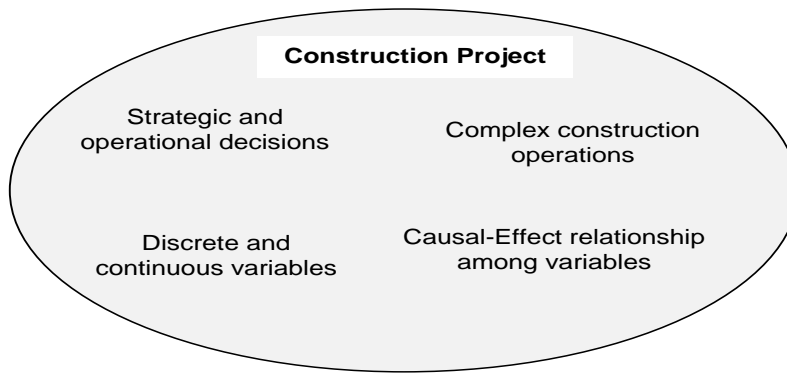 Construction Project
Strategic and
operational decisions
Complex construction
operations
Discrete and
continuous variables
Causal-Effect relationship
among variables